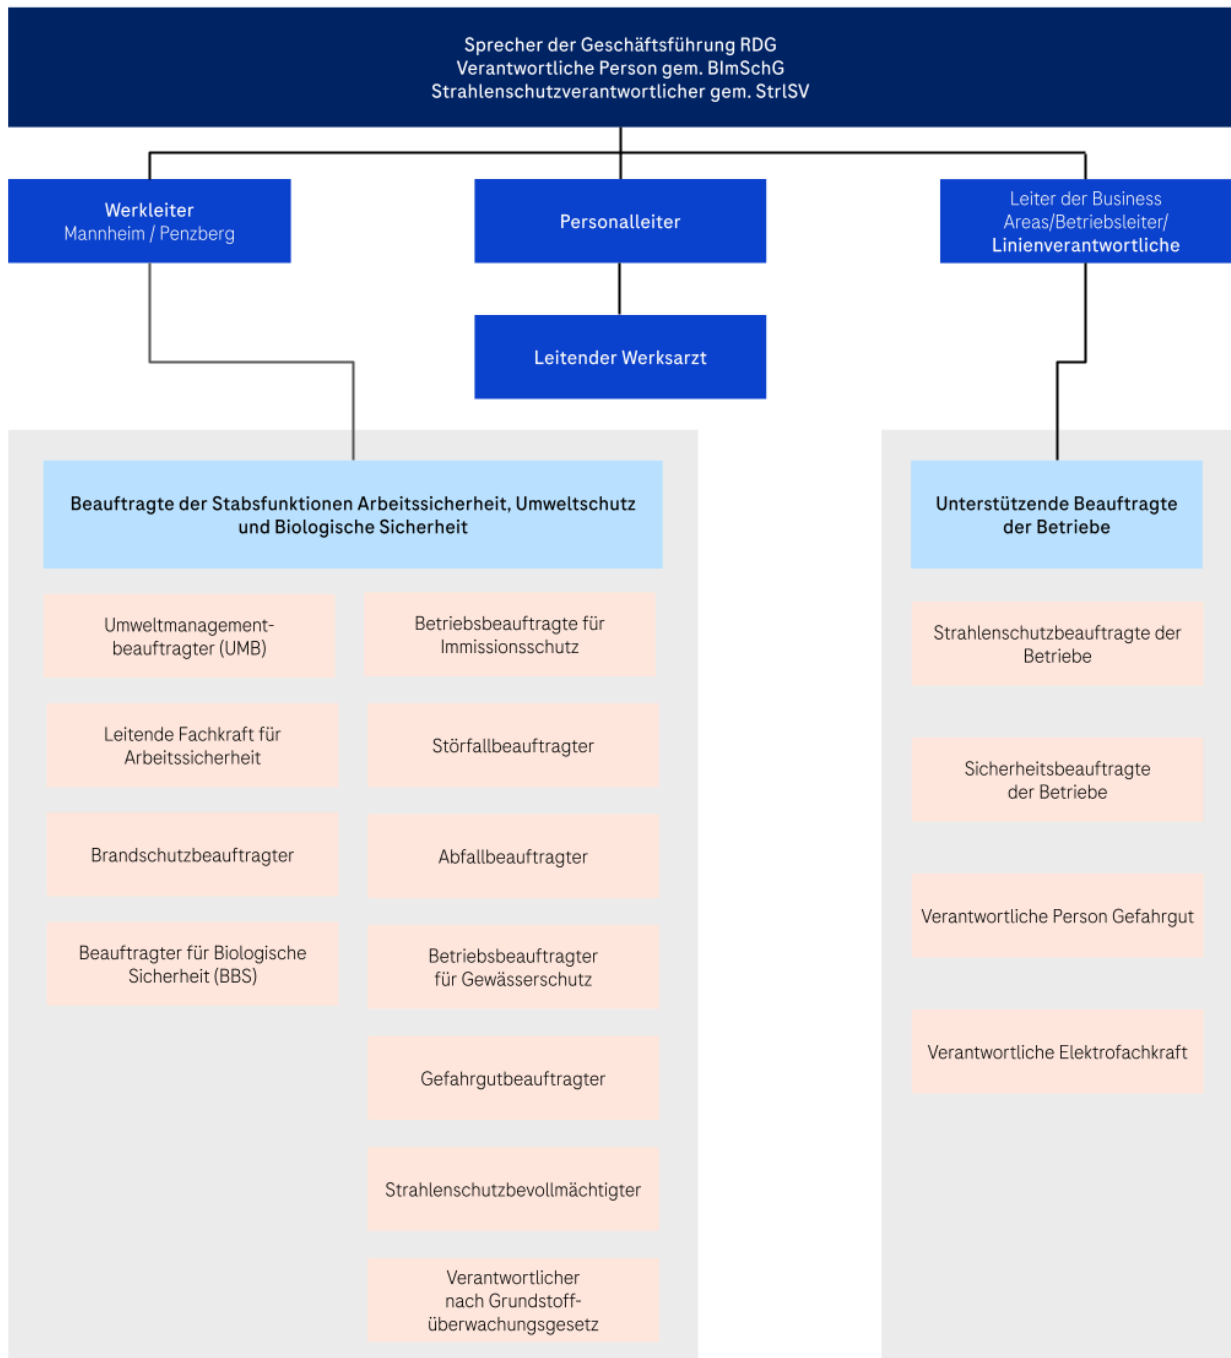 Sprecher der Geschäftsführung RDG
Verantwortliche Person gem. BImSchG
Strahlenschutzverantwortlicher gem. StrlSV
Werkleiter
Mannheim / Penzberg
Personalleiter
Leiter der Business
Areas/Betriebsleiter/
Linienverantwortliche
Leitender Werksarzt
Beauftragte der Stabsfunktionen Arbeitssicherheit, Umweltschutz
und Biologische Sicherheit
Umweltmanagement-
beauftragter (UMB)
Leitende Fachkraft für
Arbeitssicherheit
Brandschutzbeauftragter
Beauftragter für Biologische
Sicherheit (BBS)
Betriebsbeauftragte für
Immissionsschutz
Störfallbeauftragter
Abfallbeauftragter
Betriebsbeauftragter
für Gewässerschutz
Gefahrgutbeauftragter
Strahlenschutzbevollmächtigter
Verantwortlicher
nach Grundstoff-
überwachungsgesetz
Unterstützende Beauftragte
der Betriebe
Strahlenschutzbeauftragte der
Betriebe
Sicherheitsbeauftragte
der Betriebe
Verantwortliche Person Gefahrgut
Verantwortliche Elektrofachkraft